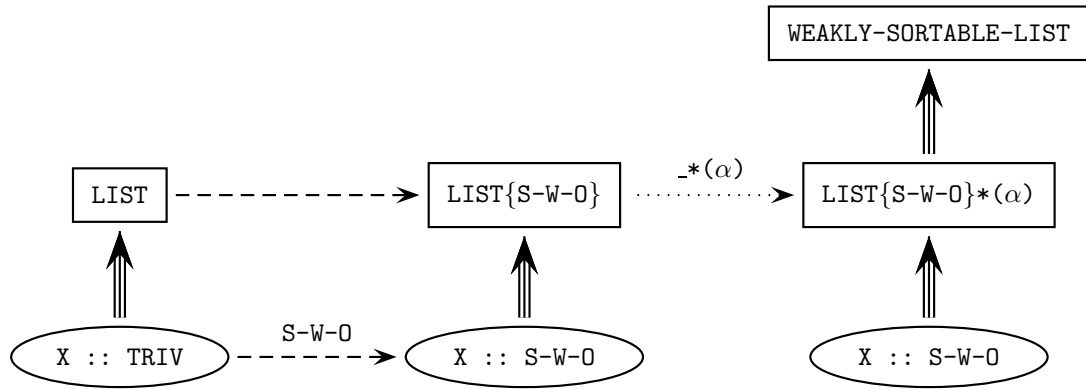 WEAKLY-SORTABLE-LIST
_*(α)
LIST
LIST{S-W-O}
LIST{S-W-O}*(α)
S-W-O
X :: TRIV
X :: S-W-O
X :: S-W-O